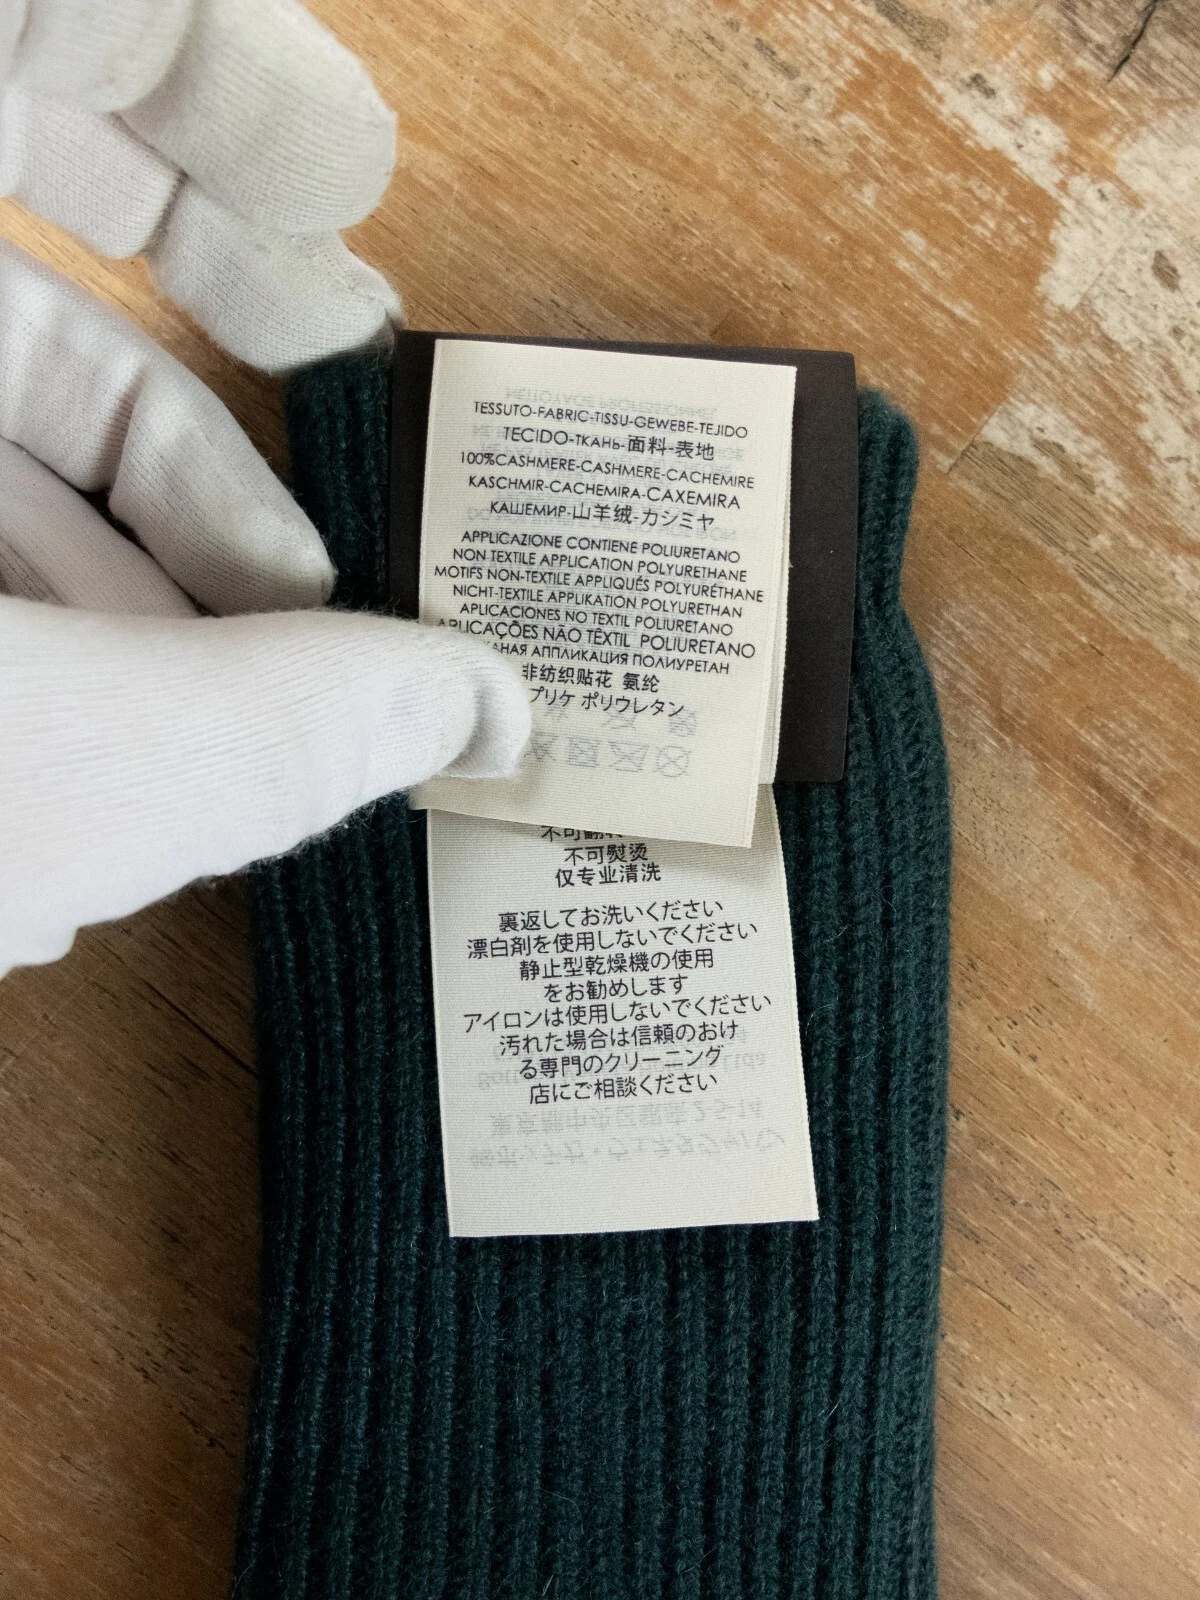 TESSUTO-FABRIC-TISSU-GEWEBE-TEJIDO
TECIDO-ткань-面料-表地
100%CASHMERE-CASHMERE-CACHEMIRE
KASCHMIR-CACHEMIRA-CAXEMIRA
КАШЕМИР-山羊绒-カシミヤ
APPLICAZIONE CONTIENE POLIURETANO
NON TEXTILE APPLICATION POLYURETHANE
MOTIFS NON-TEXTILE APPLIQUÉS POLYURÉTHANE
NICHT-TEXTILE APPLIKATION POLYURETHAN
APLICACIONES NO TEXTIL POLIURETANO
APLICAÇÕES NÃO TÊXTIL POLIURETANO
АППЛИКАЦИЯ ПОЛИУРЕТАН
非纺织贴花 氨纶
プリケ ポリウレタン
不可熨烫
仅专业清洗
裏返してお洗いください
漂白剤を使用しないでください
静止型乾燥機の使用
をお勧めします
アイロンは使用しないでください
汚れた場合は信頼のおけ
る専門のクリーニング
店にご相談ください